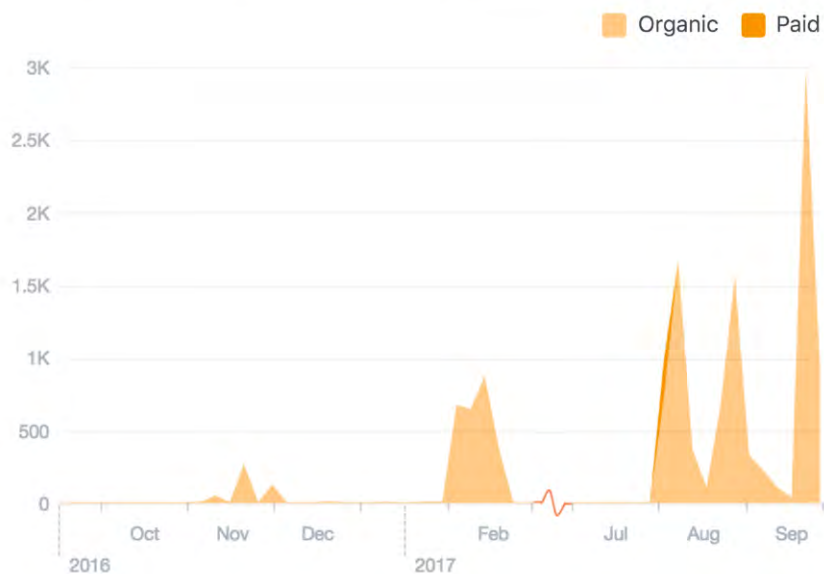 Organic Paid
3K
2.5K
2K
1.5K
1K
500
0
Oct Nov Dec Feb Jul Aug Sep
2016 2017